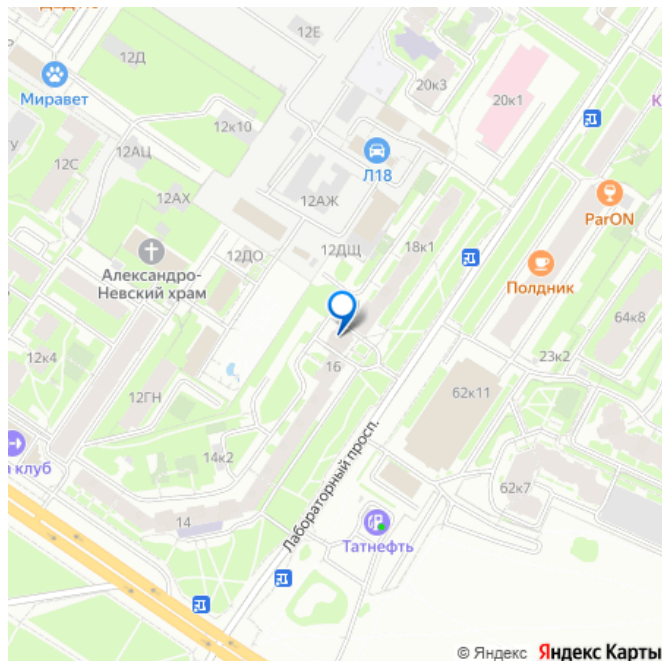 12Е
12Д
20к3
20к1
Миравет
12к10
12АЦ
12С
Л18
12АХ
12АЖ
ParON
12ДО
12ДЩ
18к1
Александро-
Невский храм
Полдник
64к8
12к4
16
23к2
12ГН
62к11
14к2
клуб
62к7
14
Лабораторный просп.
Татнефть
© Яндекс Яндекс Карты